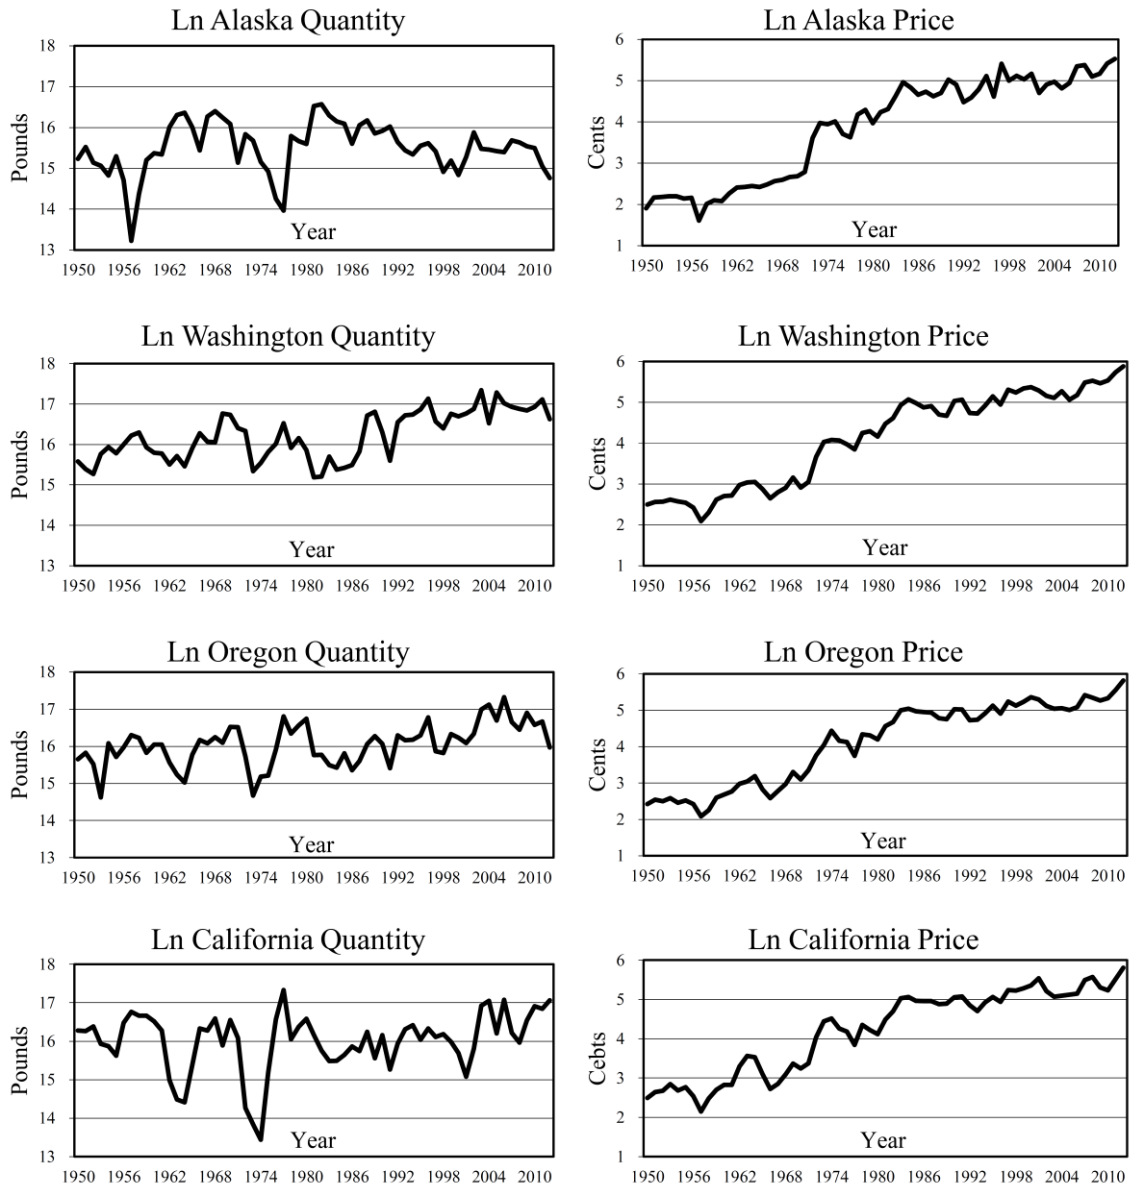 Ln Alaska Quantity
18
17
16
15
14
13
Pounds
Year
1950 1956 1962 1968 1974 1980 1986 1992 1998 2004 2010
Ln Alaska Price
6
5
4
3
2
1
Cents
Year
1950 1956 1962 1968 1974 1980 1986 1992 1998 2004 2010
Ln Washington Quantity
18
17
16
15
14
13
Pounds
Year
1950 1956 1962 1968 1974 1980 1986 1992 1998 2004 2010
Ln Washington Price
6
5
4
3
2
1
Cents
Year
1950 1956 1962 1968 1974 1980 1986 1992 1998 2004 2010
Ln Oregon Quantity
18
17
16
15
14
13
Pounds
Year
1950 1956 1962 1968 1974 1980 1986 1992 1998 2004 2010
Ln Oregon Price
6
5
4
3
2
1
Cents
Year
1950 1956 1962 1968 1974 1980 1986 1992 1998 2004 2010
Ln California Quantity
18
17
16
15
14
13
Pounds
Year
1950 1956 1962 1968 1974 1980 1986 1992 1998 2004 2010
Ln California Price
6
5
4
3
2
1
Cebts
Year
1950 1956 1962 1968 1974 1980 1986 1992 1998 2004 2010